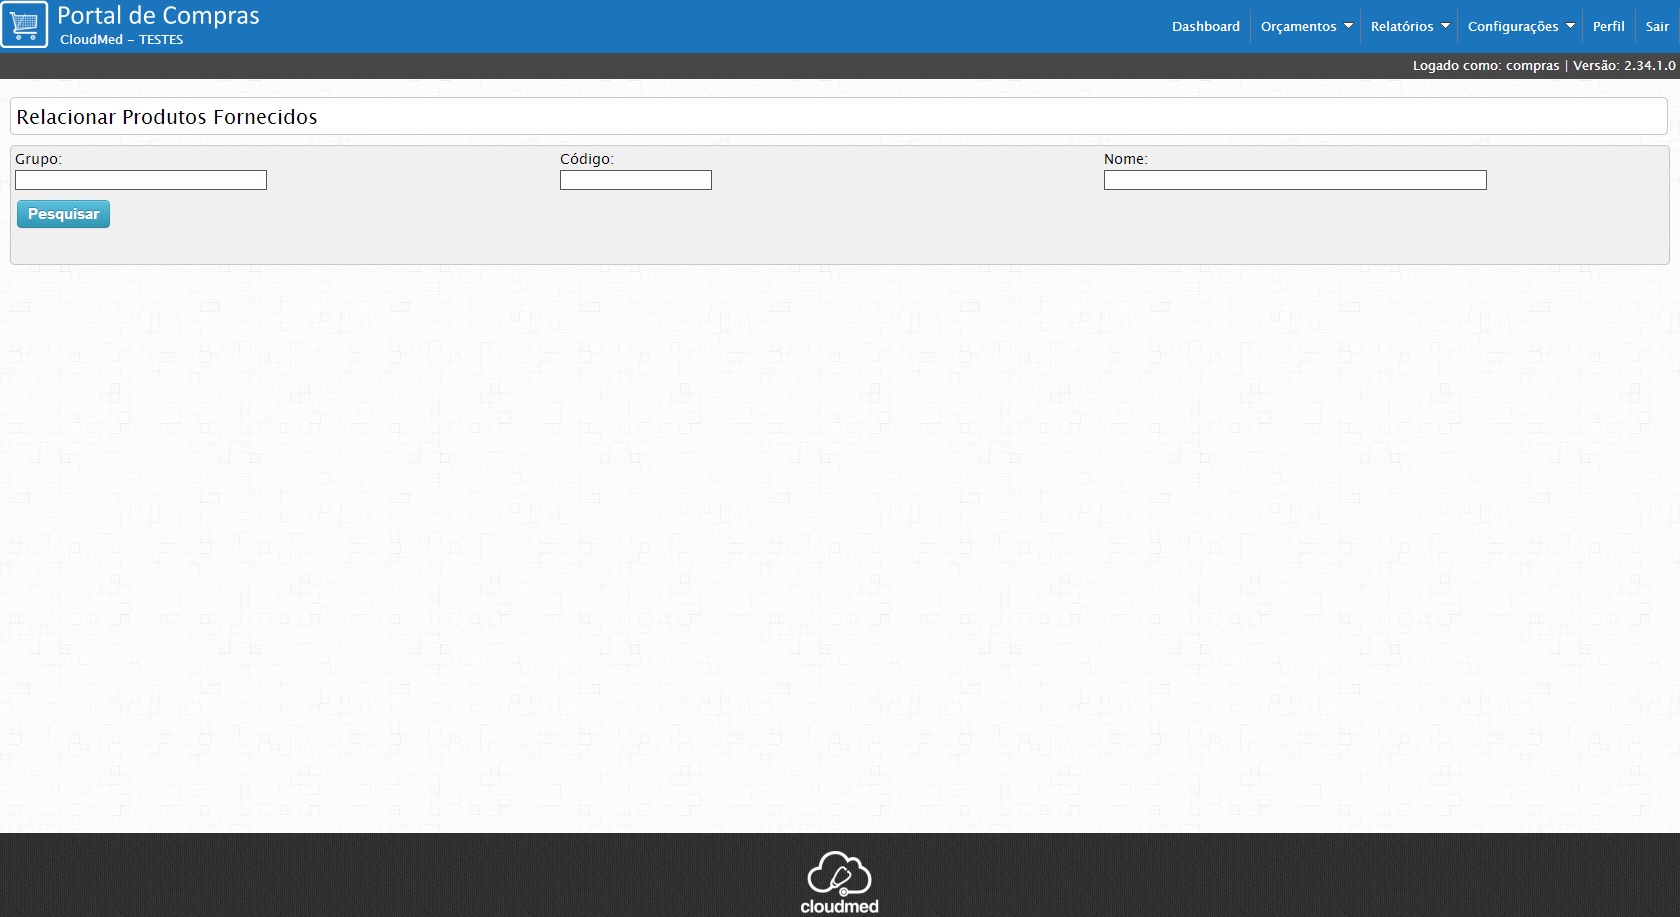 Portal de Compras
CloudMed - TESTES
Dashboard
Orçamentos
Relatórios
Configurações
Perfil
Sair
Logado como: compras | Versão: 2.34.1.0
Relacionar Produtos Fornecidos
Grupo:
Código:
Nome:
Pesquisar
cloudmed